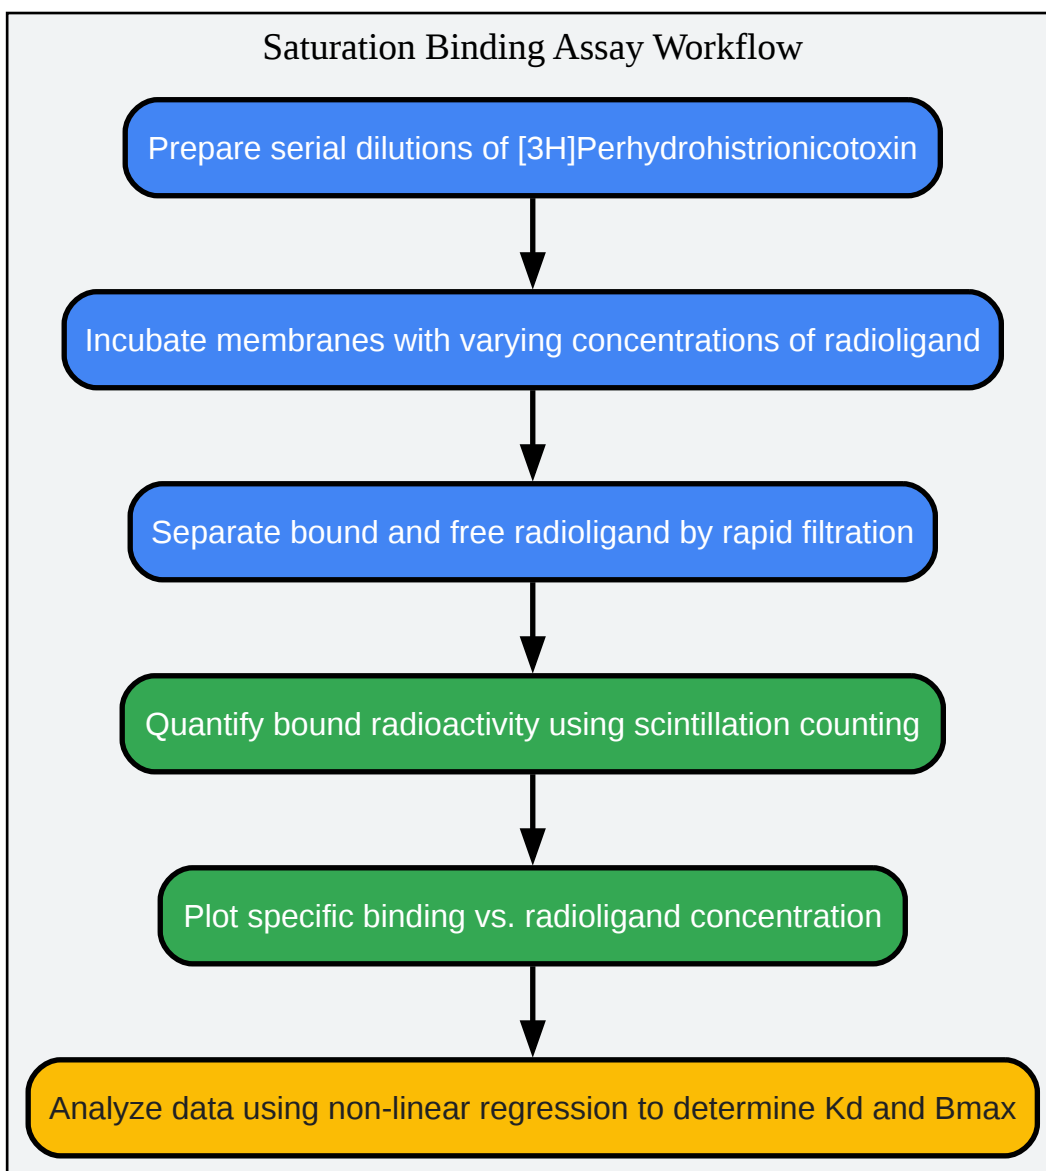 Saturation Binding Assay Workflow
Prepare serial dilutions of [3H]Perhydrohistrionicotoxin
Incubate membranes with varying concentrations of radioligand
Separate bound and free radioligand by rapid filtration
Quantify bound radioactivity using scintillation counting
Plot specific binding vs. radioligand concentration
Analyze data using non-linear regression to determine Kd and Bmax